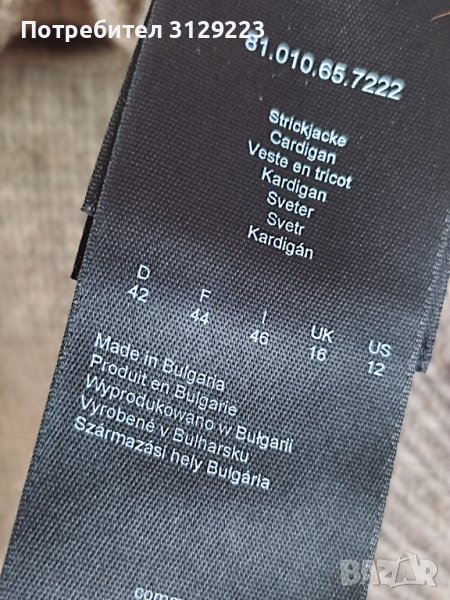 Потребител 3129223
81.010.65.7222
Strickjacke
Cardigan
Veste en tricot
Kardigan
Sveter
Svetr
Kardigán
D F I UK US
42 44 46 16 12
Made in Bulgaria
Produit en Bulgarie
Wyprodukowano w Bułgarii
Vyrobené v Bulharsku
Származási hely Bulgária
BAZAR